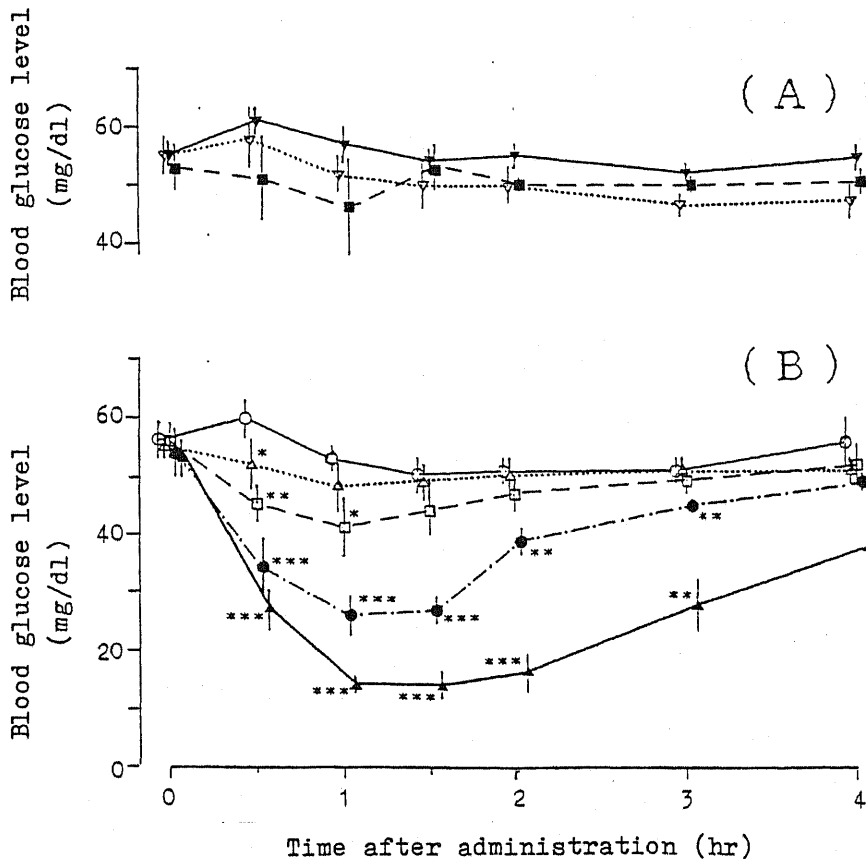 Blood glucose level
(mg/dl)
( A )
60
40
Blood glucose level
(mg/dl)
( B )
60
40
20
0
*
**
*
***
***
***
**
**
***
***
***
***
**
0 1 2 3 4
Time after administration (hr)